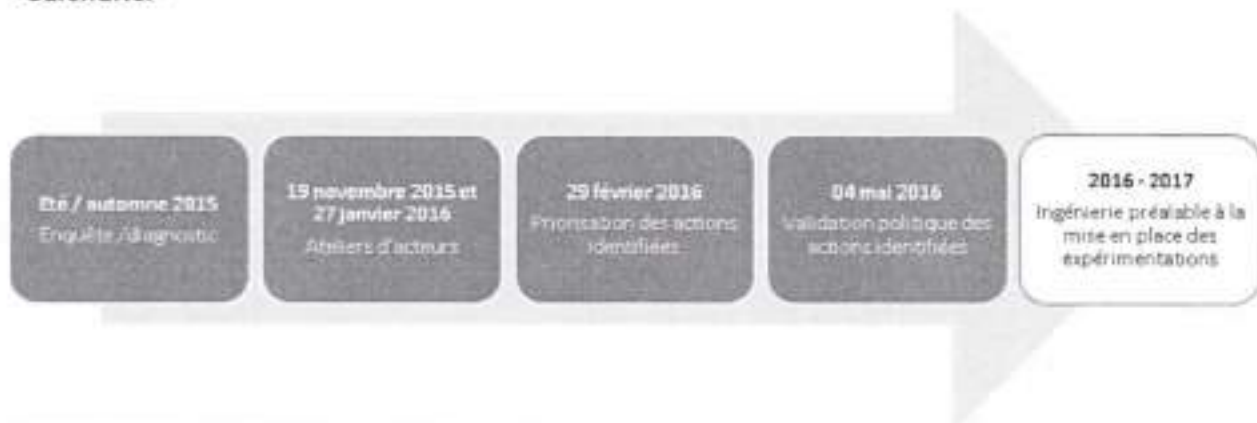 Eté / automne 2015
Enquête /diagnostic
19 novembre 2015 et
27 janvier 2016
Ateliers d'acteurs
29 février 2016
Priorisation des actions
identifiées
04 mai 2016
Validation politique des
actions identifiées
2016 - 2017
Ingénierie préalable à la
mise en place des
expérimentations